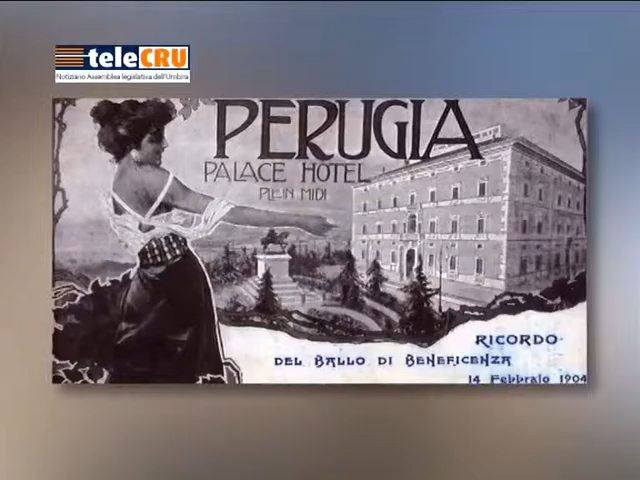 teleCRU
Notiziario Assemblea legislativa dell'Umbria
PERUGIA
PALACE HOTEL
PLEIN MIDI
RICORDO
DEL BALLO DI BENEFICENZA
14 Febbraio 1904